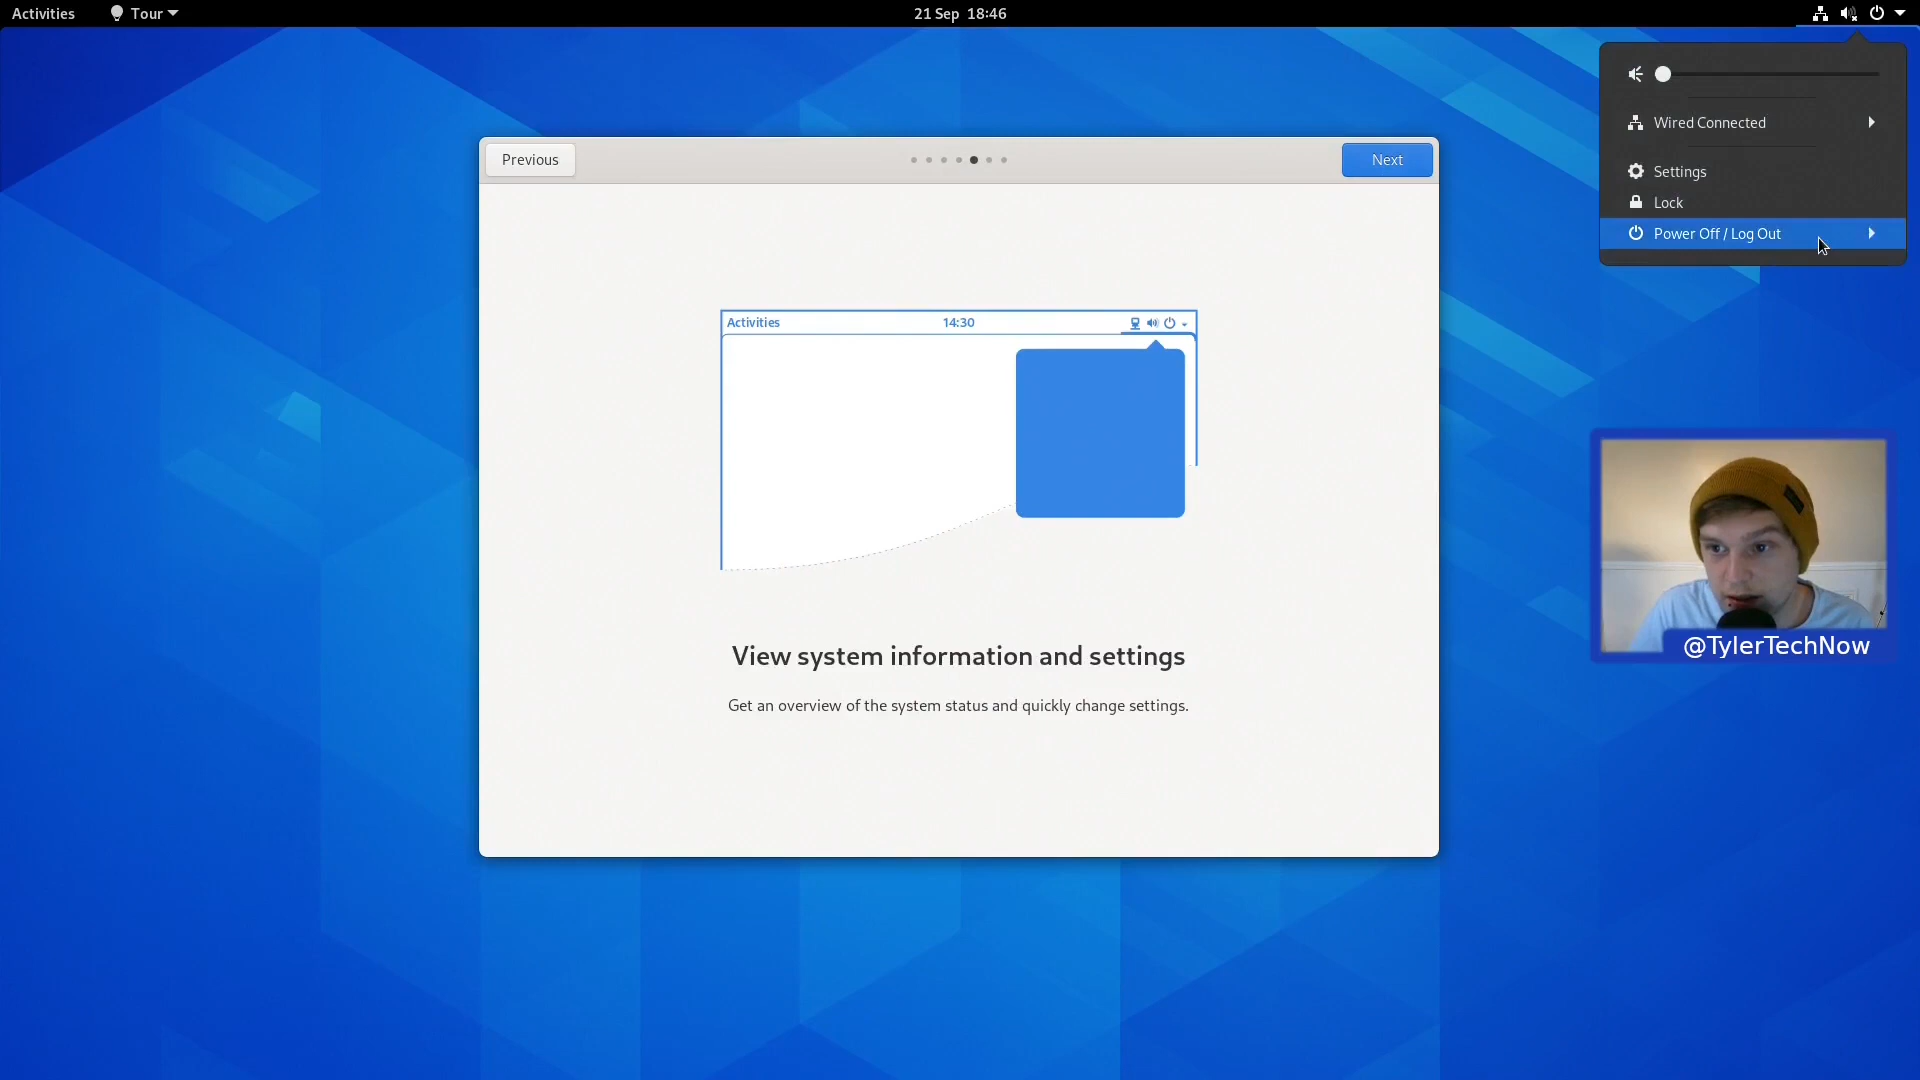 Activities
Tour
21 Sep 18:46
Wired Connected
Settings
Lock
Power Off / Log Out
Previous
Next
Activities
14:30
View system information and settings
Get an overview of the system status and quickly change settings.
@TylerTechNow